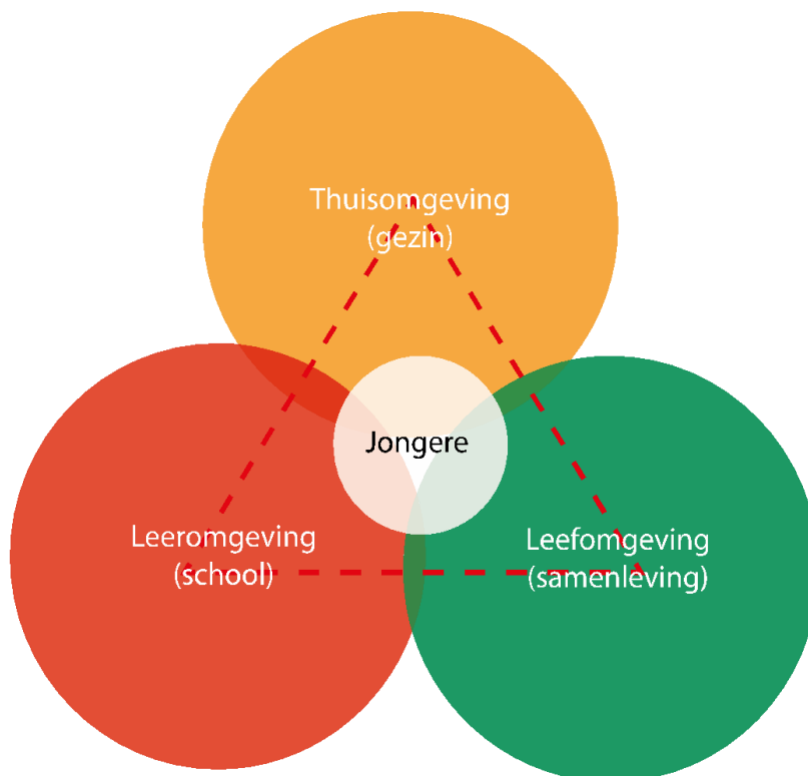 Thuisomgeving
(gezin)
Jongere
Leeromgeving
(school)
Leefomgeving
(samenleving)